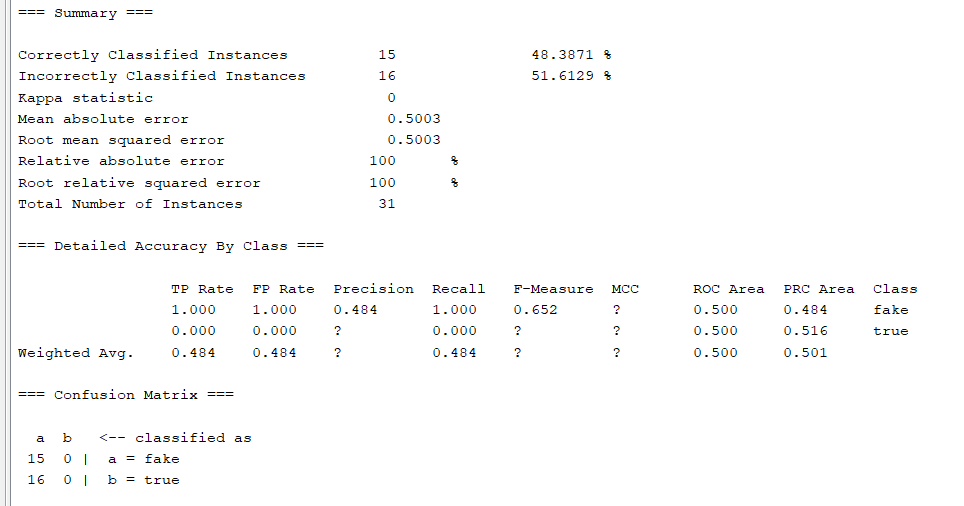 === Summary ===
Correctly Classified Instances 15 48.3871 %
Incorrectly Classified Instances 16 51.6129 %
Kappa statistic 0
Mean absolute error 0.5003
Root mean squared error 0.5003
Relative absolute error 100 %
Root relative squared error 100 %
Total Number of Instances 31
=== Detailed Accuracy By Class ===
TP Rate FP Rate Precision Recall F-Measure MCC ROC Area PRC Area Class
1.000 1.000 0.484 1.000 0.652 ? 0.500 0.484 fake
0.000 0.000 ? 0.000 ? ? 0.500 0.516 true
Weighted Avg. 0.484 0.484 ? 0.484 ? ? 0.500 0.501
=== Confusion Matrix ===
a b <-- classified as
15 0 | a = fake
16 0 | b = true